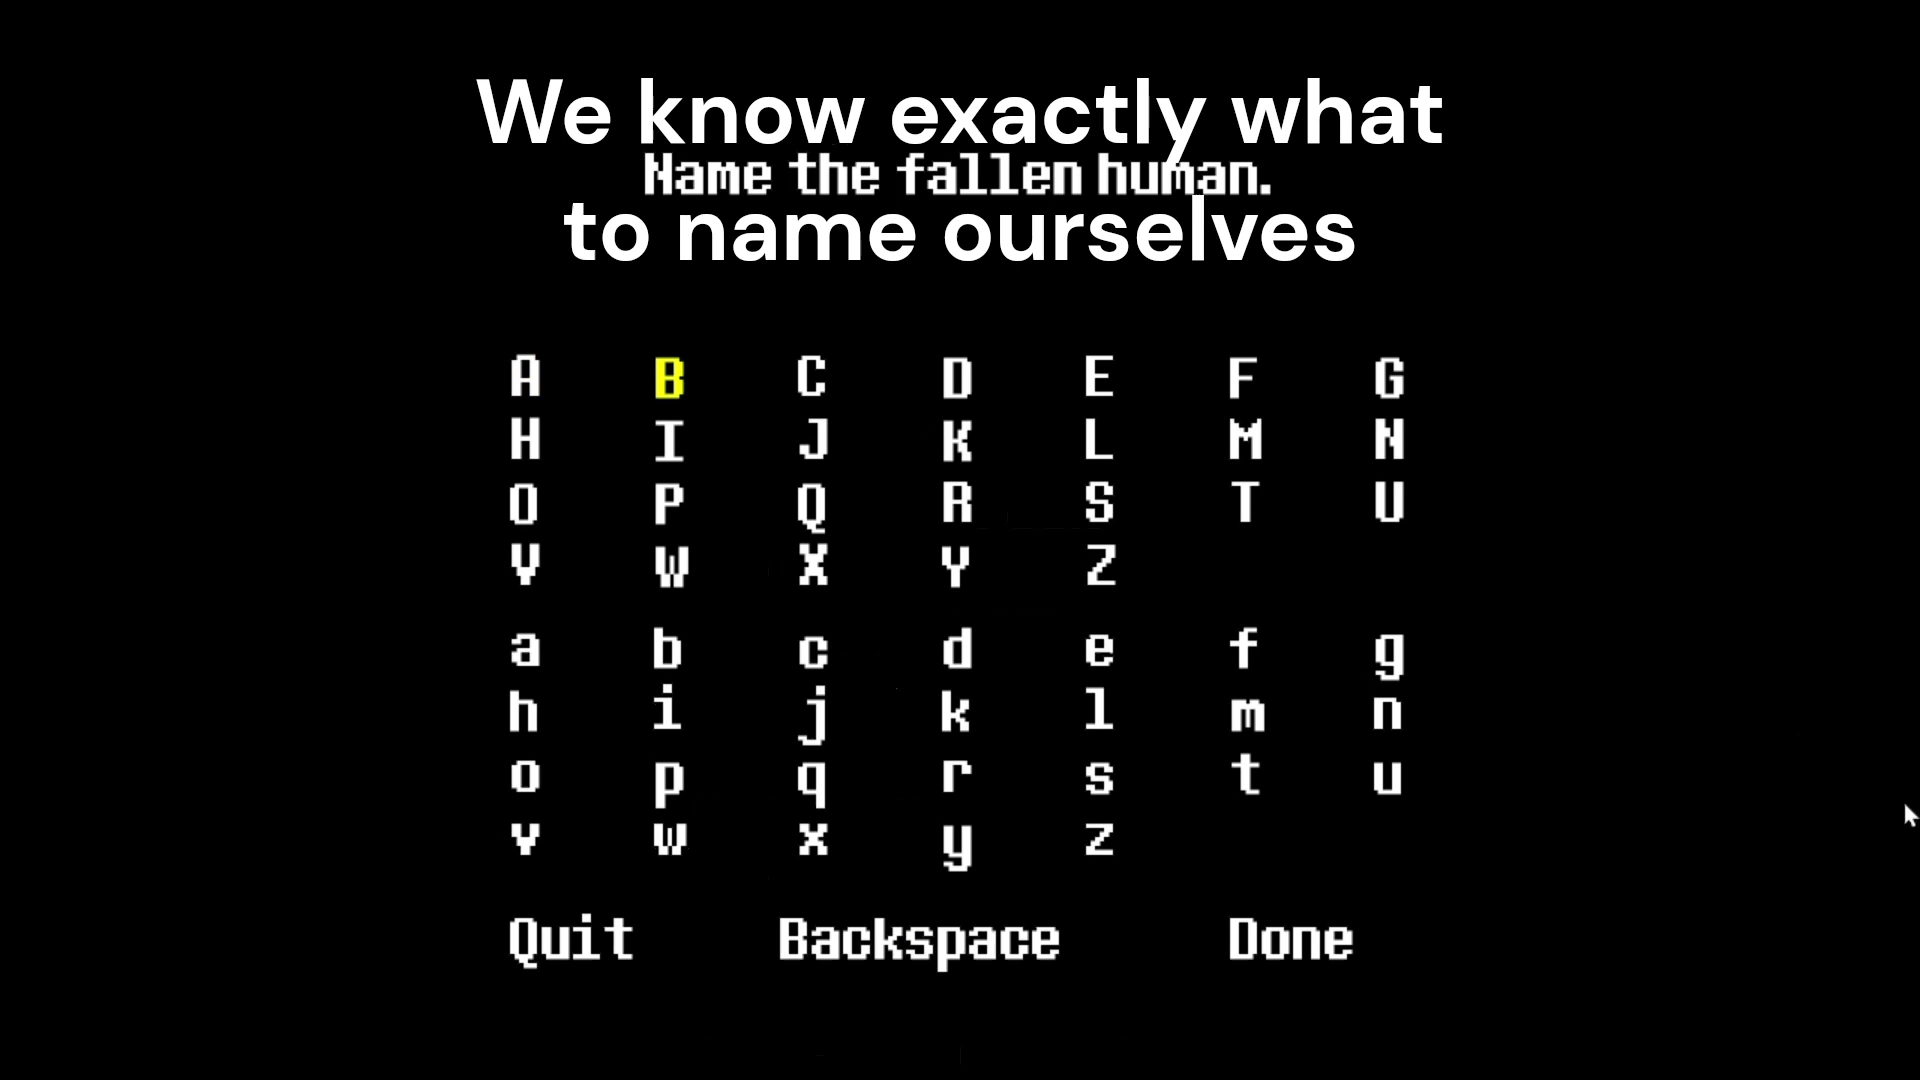 We know exactly what
Name the fallen human.
to name ourselves
A B C D E F G
H I J K L M N
O P Q R S T U
V W X Y Z
a b c d e f g
h i j k l m n
o p q r s t u
v w x y z
Quit Backspace Done